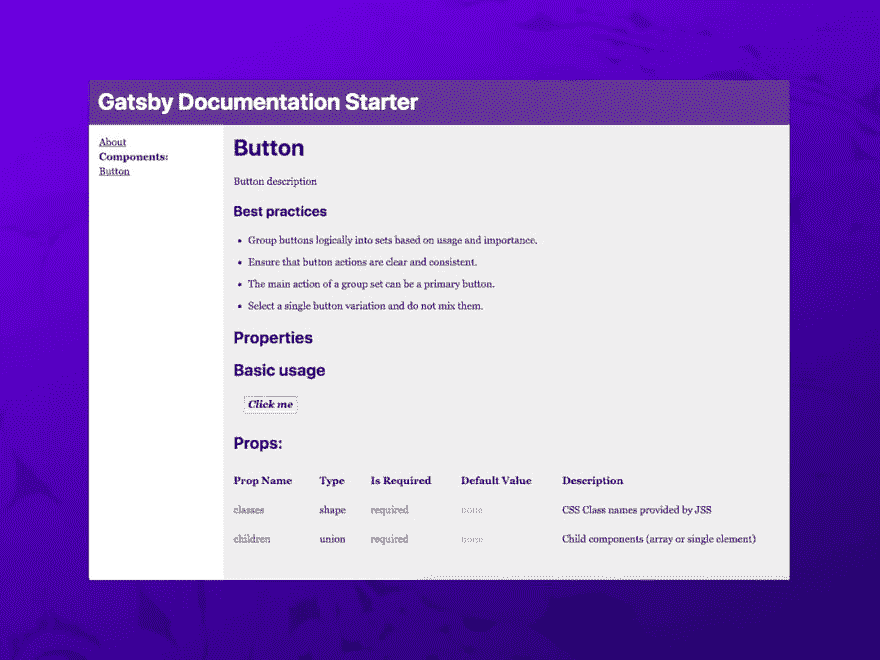 Gatsby Documentation Starter
About
Components:
Button
Button
Button description
Best practices
Group buttons logically into sets based on usage and importance.
Ensure that button actions are clear and consistent.
The main action of a group set can be a primary button.
Select a single button variation and do not mix them.
Properties
Basic usage
Click me
Props:
Prop Name Type Is Required Default Value Description
classes shape required none CSS Class names provided by JSS
children union required none Child components (array or single element)